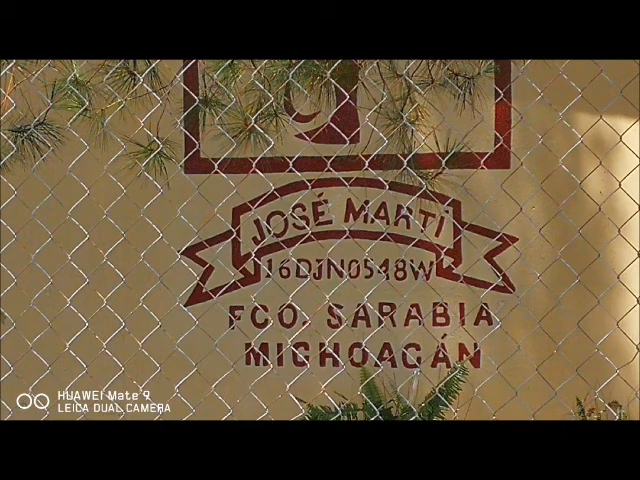 JOSÉ MARTÍ
16DJN0548W
FCO. SARABIA
MICHOACÁN
HUAWEI Mate 9
LEICA DUAL CAMERA